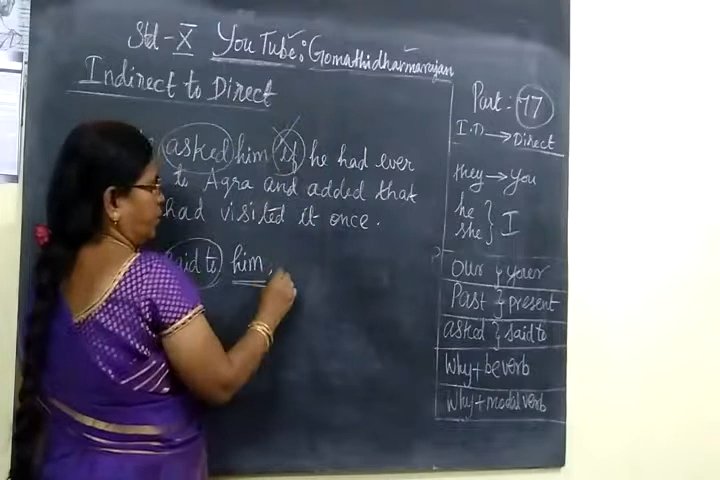 Std - X YouTube: Gomathidharmarajan
Indirect to Direct
asked him if he had ever
to Agra and added that
had visited it once.
said to him,
Part: 17
I.D → Direct
they → You
he
she } I
Our } your
Past } present
asked } said to
Why + be verb
Why + modal verb